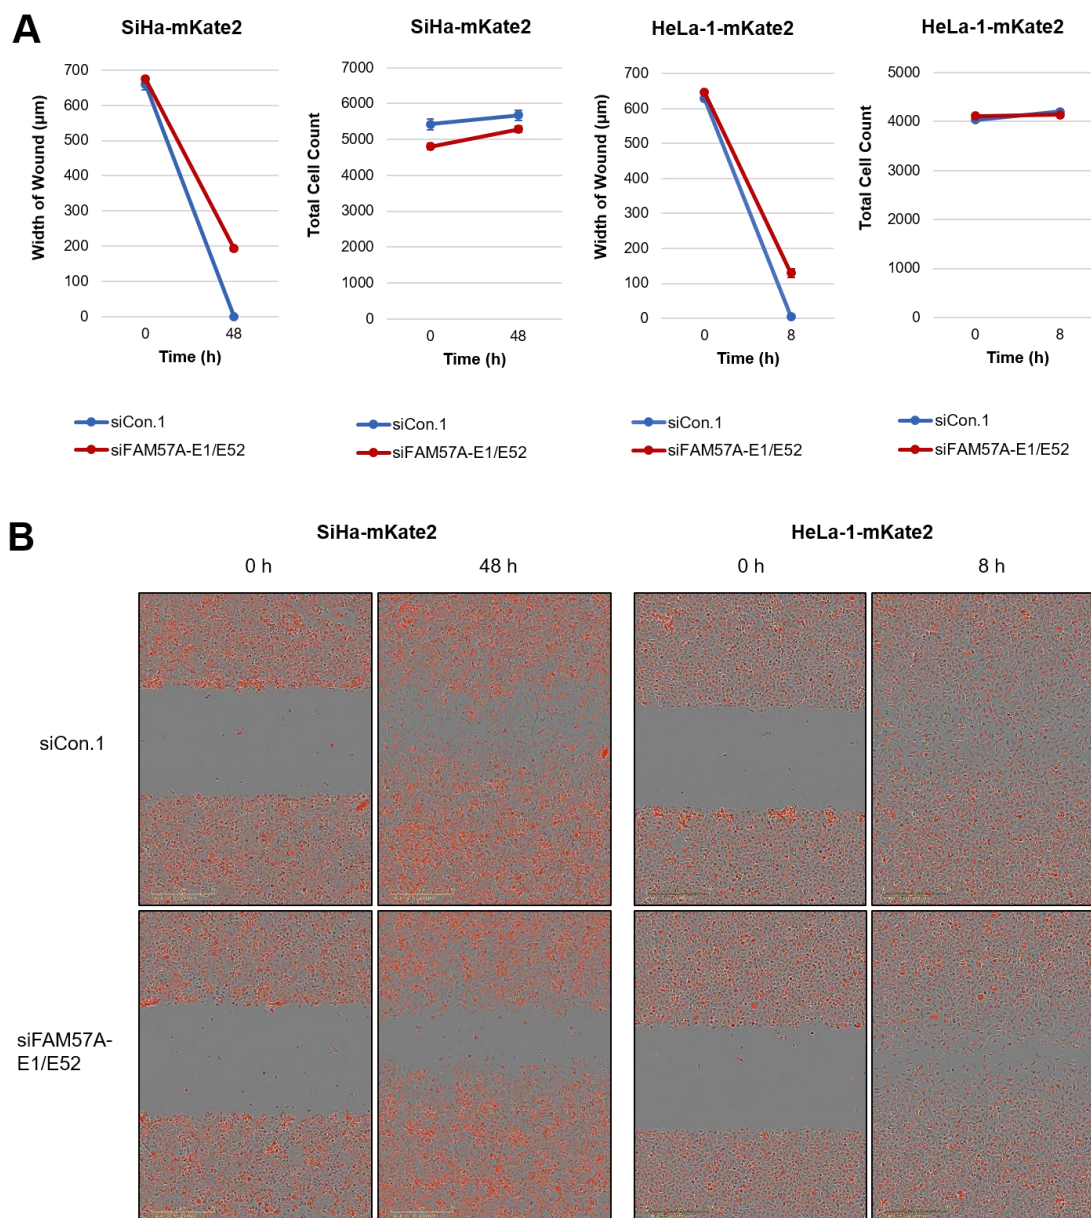 A
SiHa-mKate2
SiHa-mKate2
HeLa-1-mKate2
HeLa-1-mKate2
Width of Wound (µm)
700
600
500
400
300
200
100
0
0
48
Time (h)
Total Cell Count
7000
6000
5000
4000
3000
2000
1000
0
0
48
Time (h)
Width of Wound (µm)
700
600
500
400
300
200
100
0
0
8
Time (h)
Total Cell Count
5000
4000
3000
2000
1000
0
0
8
Time (h)
siCon.1
siFAM57A-E1/E52
siCon.1
siFAM57A-E1/E52
siCon.1
siFAM57A-E1/E52
siCon.1
siFAM57A-E1/E52
B
SiHa-mKate2
HeLa-1-mKate2
0 h
48 h
0 h
8 h
siCon.1
siFAM57A-
E1/E52